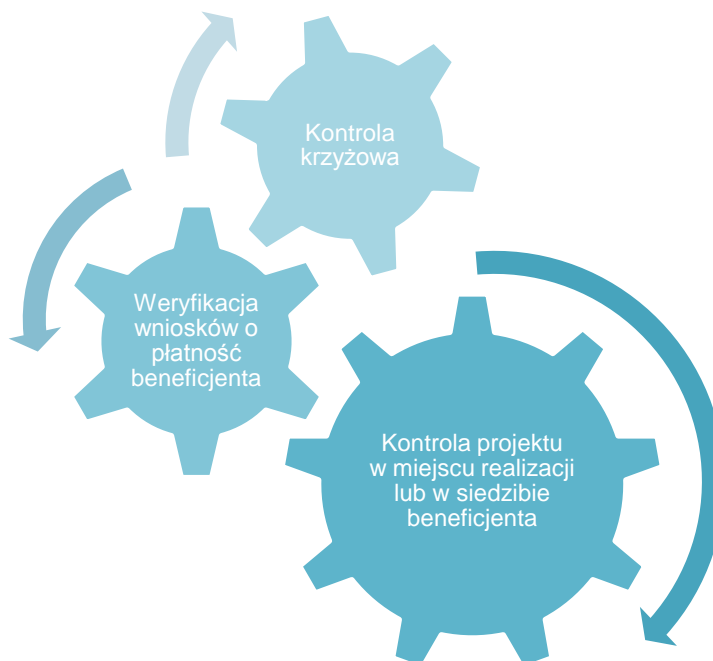 Kontrola
krzyżowa
Weryfikacja
wniosków o
płatność
beneficjenta
Kontrola projektu
w miejscu realizacji
lub w siedzibie
beneficjenta